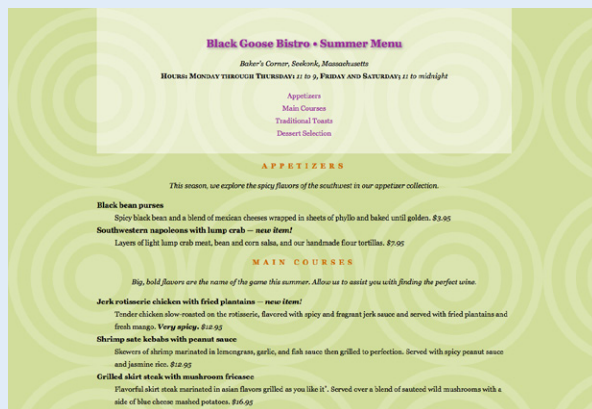 Black Goose Bistro • Summer Menu
Baker's Corner, Seekonk, Massachusetts
Hours: Monday through Thursday: 11 to 9, Friday and Saturday; 11 to midnight
Appetizers
Main Courses
Traditional Toasts
Dessert Selection
APPETIZERS
This season, we explore the spicy flavors of the southwest in our appetizer collection.
Black bean purses
Spicy black bean and a blend of mexican cheeses wrapped in sheets of phyllo and baked until golden. $3.95
Southwestern napoleons with lump crab — new item!
Layers of light lump crab meat, bean and corn salsa, and our handmade flour tortillas. $7.95
MAIN COURSES
Big, bold flavors are the name of the game this summer. Allow us to assist you with finding the perfect wine.
Jerk rotisserie chicken with fried plantains — new item!
Tender chicken slow-roasted on the rotisserie, flavored with spicy and fragrant jerk sauce and served with fried plantains and
fresh mango. Very spicy. $12.95
Shrimp sate kebabs with peanut sauce
Skewers of shrimp marinated in lemongrass, garlic, and fish sauce then grilled to perfection. Served with spicy peanut sauce
and jasmine rice. $12.95
Grilled skirt steak with mushroom fricasee
Flavorful skirt steak marinated in asian flavors grilled as you like it*. Served over a blend of sauteed wild mushrooms with a
side of blue cheese mashed potatoes. $16.95